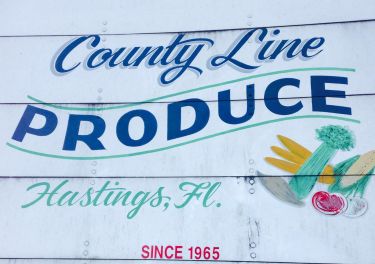 County Line
PRODUCE
Hastings, Fl.
SINCE 1965